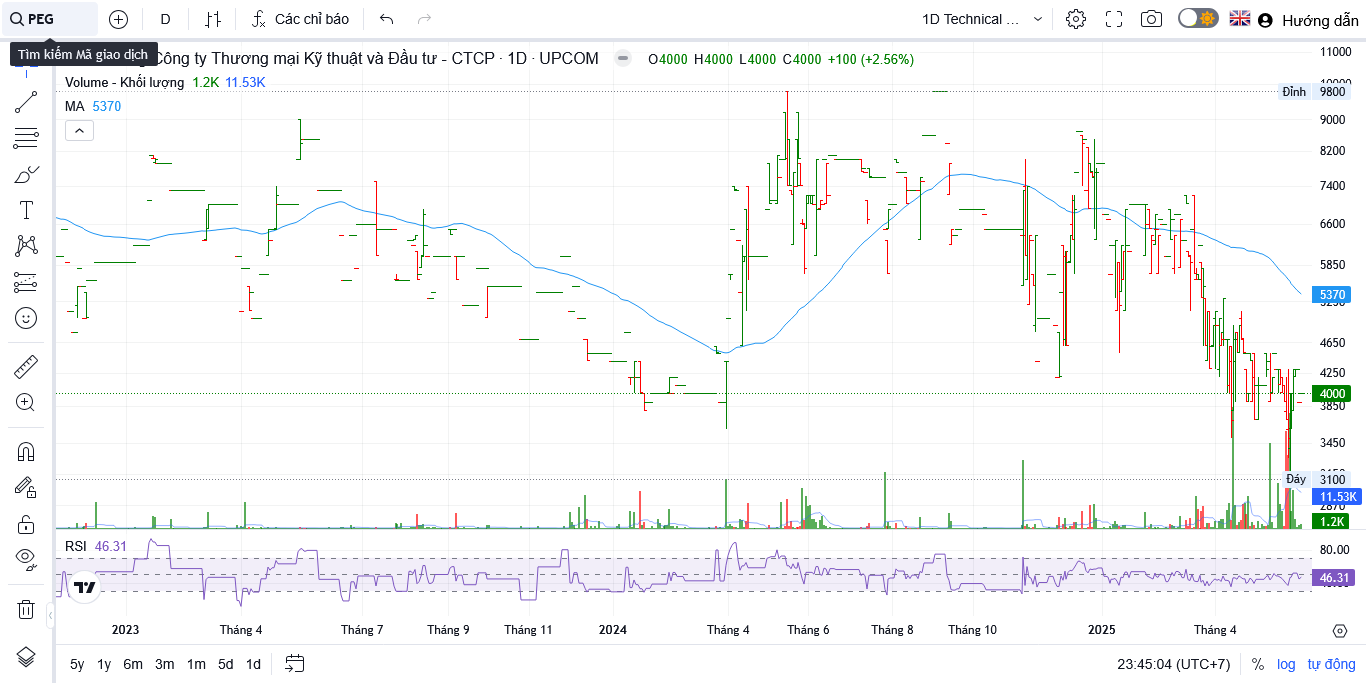 PEG
D
Các chỉ báo
1D Technical ...
Hướng dẫn
Tìm kiếm Mã giao dịch
Công ty Thương mại Kỹ thuật và Đầu tư - CTCP · 1D · UPCOM
O4000 H4000 L4000 C4000 +100 (+2.56%)
Volume - Khối lượng 1.2K 11.53K
MA 5370
11000
10000
Đỉnh 9800
9000
8200
7400
6600
5850
5370
5250
4650
4250
4000
3850
3450
Đáy 3100
11.53K
2870
1.2K
RSI 46.31
80.00
46.31
2023
Tháng 4
Tháng 7
Tháng 9
Tháng 11
2024
Tháng 4
Tháng 6
Tháng 8
Tháng 10
2025
Tháng 4
5y 1y 6m 3m 1m 5d 1d
23:45:04 (UTC+7)
% log tự động